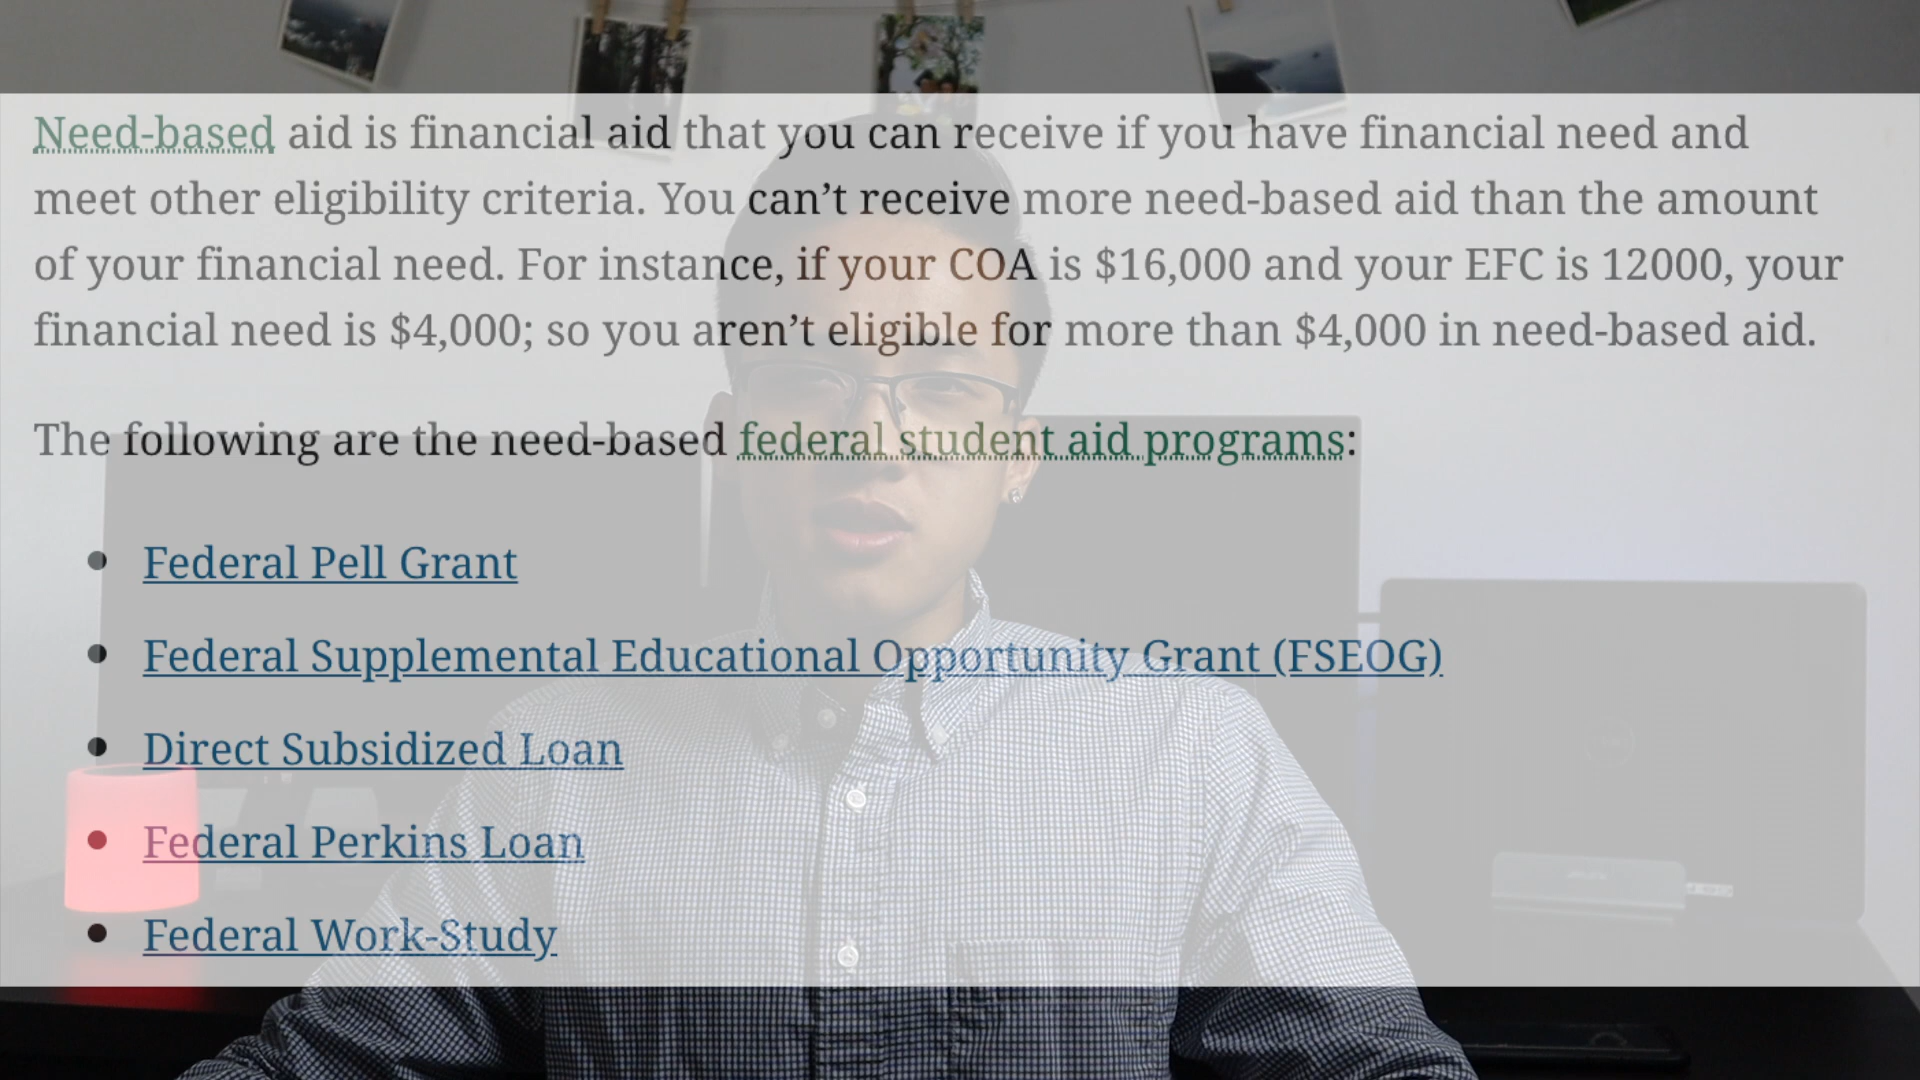 Need-based aid is financial aid that you can receive if you have financial need and
meet other eligibility criteria. You can’t receive more need-based aid than the amount
of your financial need. For instance, if your COA is $16,000 and your EFC is 12000, your
financial need is $4,000; so you aren’t eligible for more than $4,000 in need-based aid.
The following are the need-based federal student aid programs:
• Federal Pell Grant
• Federal Supplemental Educational Opportunity Grant (FSEOG)
• Direct Subsidized Loan
• Federal Perkins Loan
• Federal Work-Study